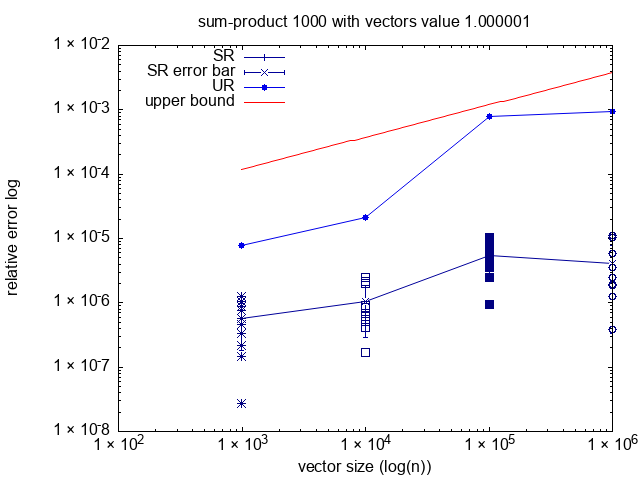 sum-product 1000 with vectors value 1.000001
1 × 10⁻²
1 × 10⁻³
1 × 10⁻⁴
1 × 10⁻⁵
1 × 10⁻⁶
1 × 10⁻⁷
1 × 10⁻⁸
relative error log
SR
SR error bar
UR
upper bound
1 × 10²
1 × 10³
1 × 10⁴
1 × 10⁵
1 × 10⁶
vector size (log(n))